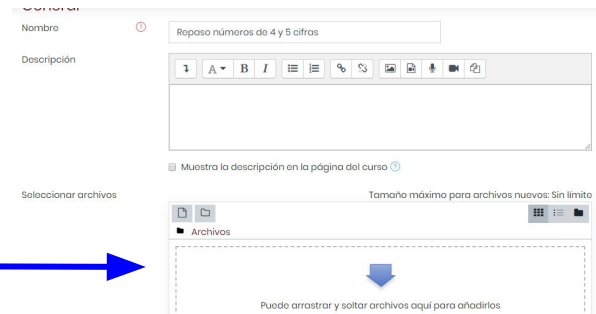 General
Nombre
Repaso números de 4 y 5 cifras
Descripción
A B I
Muestra la descripción en la página del curso ?
Seleccionar archivos
Tamaño máximo para archivos nuevos: Sin límite
Archivos
Puede arrastrar y soltar archivos aquí para añadirlos